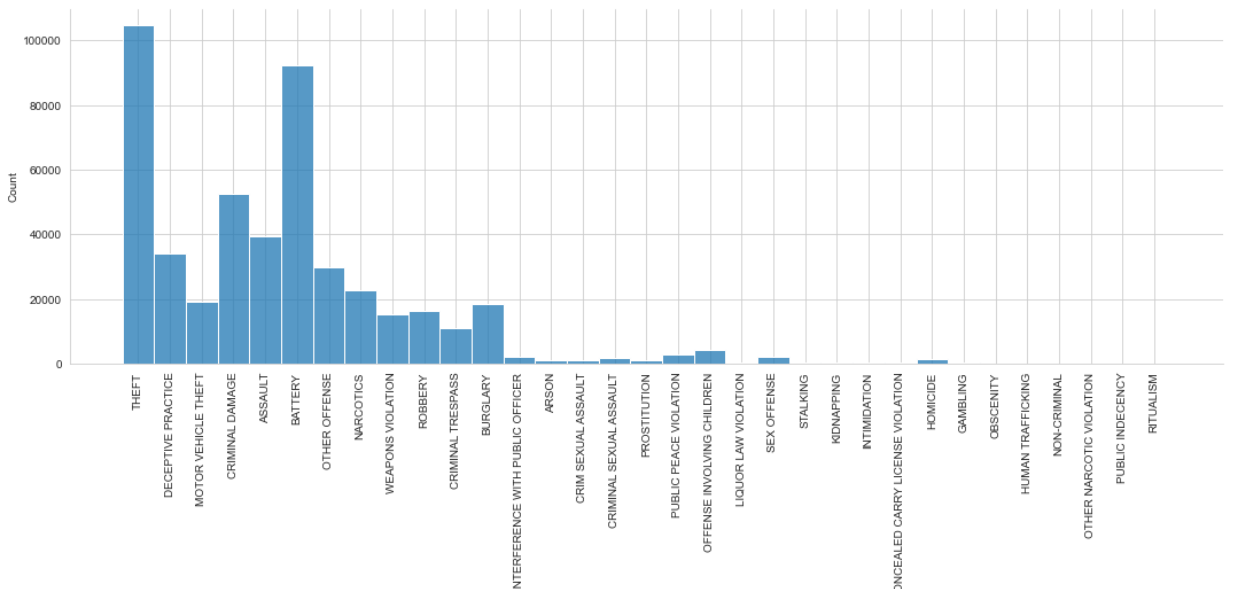 100000
80000
60000
40000
20000
0
Count
THEFT
DECEPTIVE PRACTICE
MOTOR VEHICLE THEFT
CRIMINAL DAMAGE
ASSAULT
BATTERY
OTHER OFFENSE
NARCOTICS
WEAPONS VIOLATION
ROBBERY
CRIMINAL TRESPASS
BURGLARY
NTERFERENCE WITH PUBLIC OFFICER
ARSON
CRIM SEXUAL ASSAULT
CRIMINAL SEXUAL ASSAULT
PROSTITUTION
PUBLIC PEACE VIOLATION
OFFENSE INVOLVING CHILDREN
LIQUOR LAW VIOLATION
SEX OFFENSE
STALKING
KIDNAPPING
INTIMIDATION
ONCEALED CARRY LICENSE VIOLATION
HOMICIDE
GAMBLING
OBSCENITY
HUMAN TRAFFICKING
NON-CRIMINAL
OTHER NARCOTIC VIOLATION
PUBLIC INDECENCY
RITUALISM